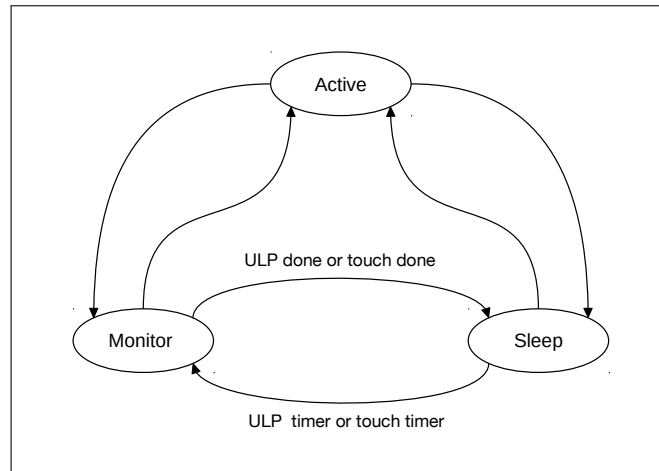 Active
ULP done or touch done
Monitor
Sleep
ULP timer or touch timer